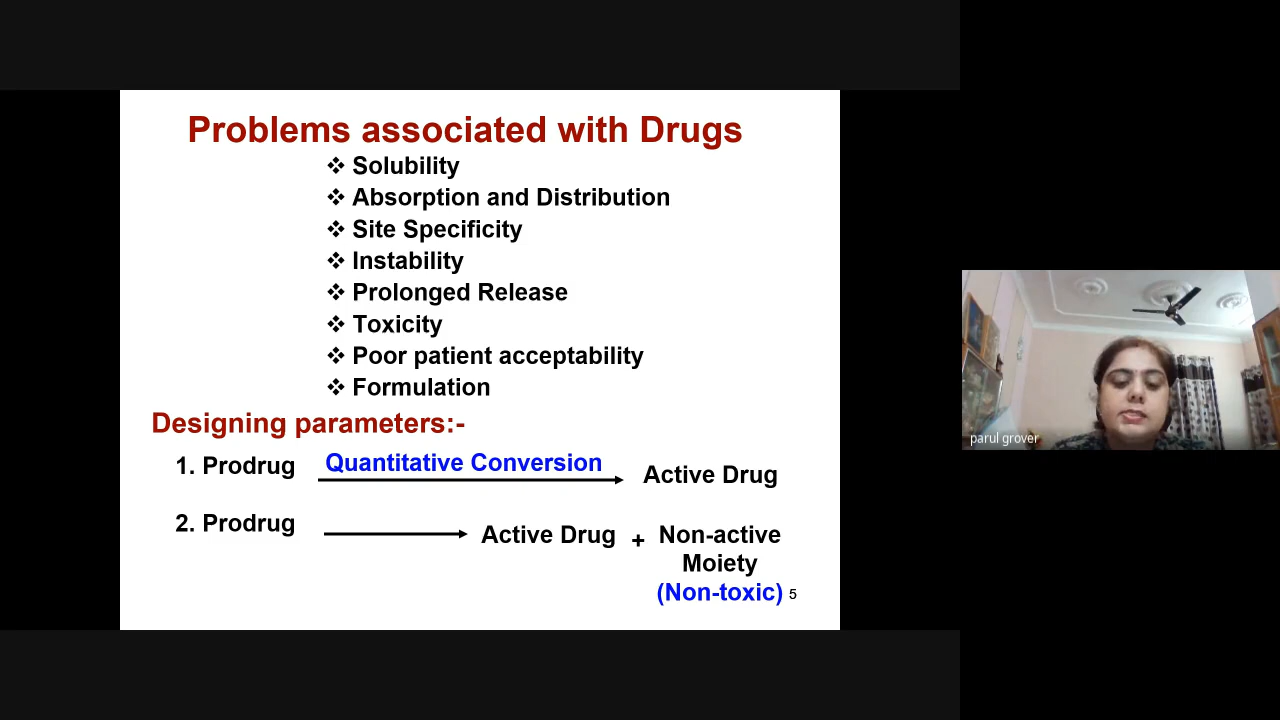 Problems associated with Drugs
❖ Solubility
❖ Absorption and Distribution
❖ Site Specificity
❖ Instability
❖ Prolonged Release
❖ Toxicity
❖ Poor patient acceptability
❖ Formulation
Designing parameters:-
1. Prodrug Quantitative Conversion Active Drug
2. Prodrug Active Drug + Non-active
Moiety
(Non-toxic) 5
parul grover